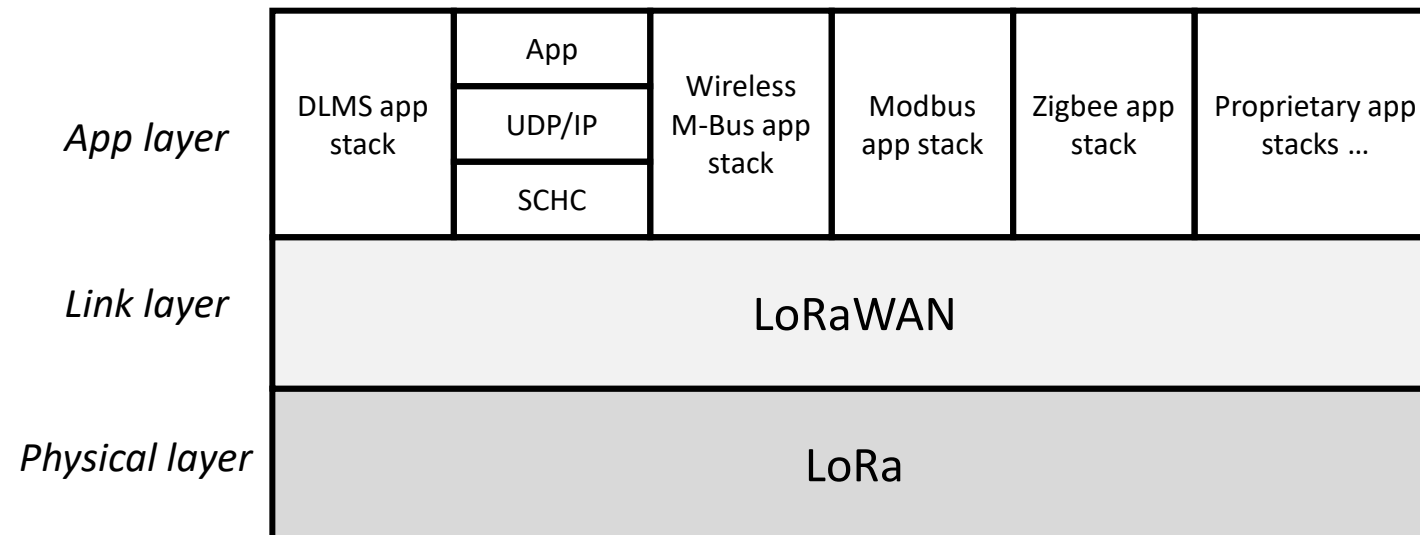 App layer
DLMS app
stack
App
UDP/IP
SCHC
Wireless
M-Bus app
stack
Modbus
app stack
Zigbee app
stack
Proprietary app
stacks ...
Link layer
LoRaWAN
Physical layer
LoRa